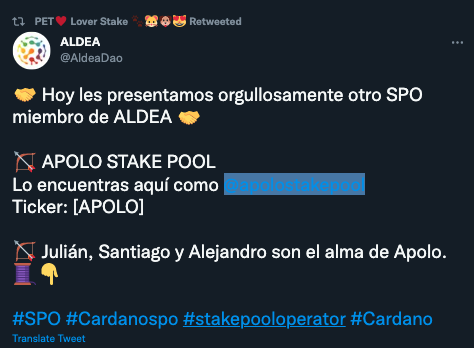 PET❤️ Lover Stake 🐕🐹🐵😻 Retweeted
ALDEA
@AldeaDao
🤝 Hoy les presentamos orgullosamente otro SPO
miembro de ALDEA 🤝
🏹 APOLO STAKE POOL
Lo encuentras aquí como #apolostakepool
Ticker: [APOLO]
🏹 Julián, Santiago y Alejandro son el alma de Apolo.
🧵👇
#SPO #Cardanospo #stakepooloperator #Cardano
Translate Tweet